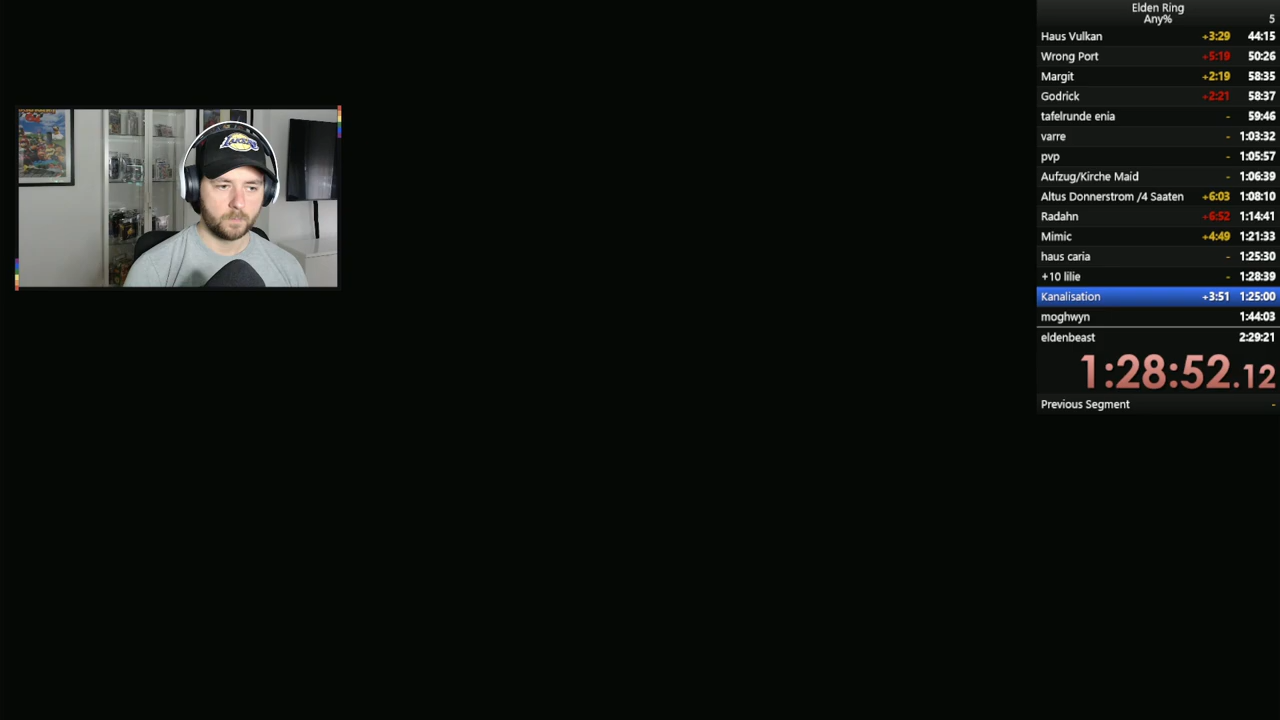 Elden Ring
Any%
5
Haus Vulkan +3:29 44:15
Wrong Port +5:19 50:26
Margit +2:19 58:35
Godrick +2:21 58:37
tafelrunde enia - 59:46
varre - 1:03:32
pvp - 1:05:57
Aufzug/Kirche Maid - 1:06:39
Altus Donnerstrom /4 Saaten +6:03 1:08:10
Radahn +6:52 1:14:41
Mimic +4:49 1:21:33
haus caria - 1:25:30
+10 lilie - 1:28:39
Kanalisation +3:51 1:25:00
moghwyn 1:44:03
eldenbeast 2:29:21
1:28:52.12
Previous Segment -